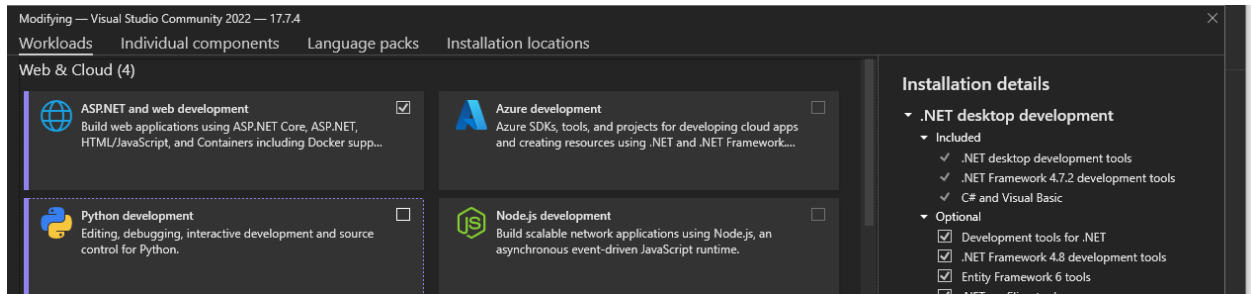 Modifying — Visual Studio Community 2022 — 17.7.4
Workloads Individual components Language packs Installation locations
Web & Cloud (4)
ASP.NET and web development
Build web applications using ASP.NET Core, ASP.NET,
HTML/JavaScript, and Containers including Docker supp...
Azure development
Azure SDKs, tools, and projects for developing cloud apps
and creating resources using .NET and .NET Framework....
Python development
Editing, debugging, interactive development and source
control for Python.
Node.js development
Build scalable network applications using Node.js, an
asynchronous event-driven JavaScript runtime.
Installation details
.NET desktop development
Included
.NET desktop development tools
.NET Framework 4.7.2 development tools
C# and Visual Basic
Optional
Development tools for .NET
.NET Framework 4.8 development tools
Entity Framework 6 tools